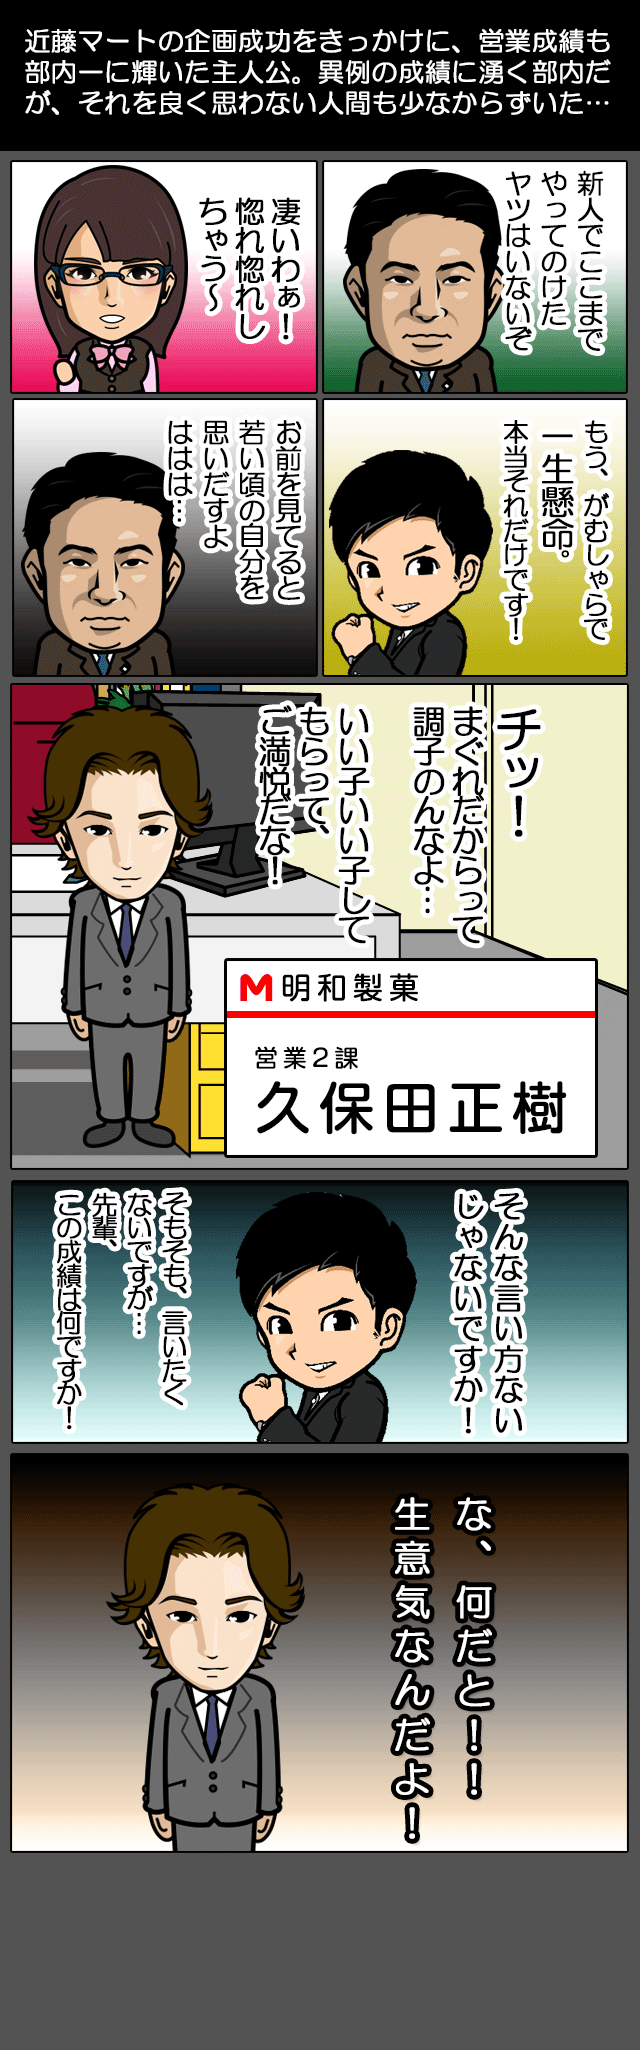 近藤マートの企画成功をきっかけに、営業成績も
部内一に輝いた主人公。異例の成績に湧く部内だ
が、それを良く思わない人間も少なからずいた…
新人でここまで
やってのけた
ヤツはいないぞ
凄いわぁ！
惚れ惚れし
ちゃう～
もう、がむしゃらで
一生懸命。
本当それだけです！
お前を見てると
若い頃の自分を
思いだすよ
ははは…
チッ！
まぐれだからって
調子のんなよ…
いい子いい子して
もらって、
ご満悦だな！
M 明和製菓
営業２課
久保田正樹
そんな言い方ない
じゃないですか！
そもそも、言いたく
ないですが…
先輩、
この成績は何ですか！
な、何だと！！
生意気なんだよ！